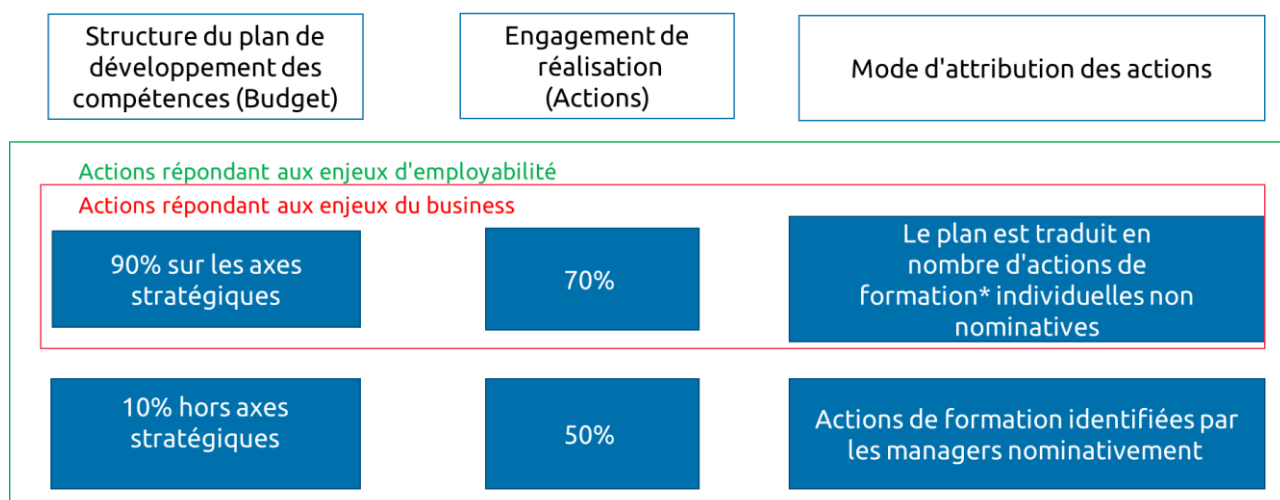 Structure du plan de
développement des
compétences (Budget)
Engagement de
réalisation
(Actions)
Mode d'attribution des actions
Actions répondant aux enjeux d'employabilité
Actions répondant aux enjeux du business
90% sur les axes
stratégiques
70%
Le plan est traduit en
nombre d'actions de
formation* individuelles non
nominatives
10% hors axes
stratégiques
50%
Actions de formation identifiées par
les managers nominativement